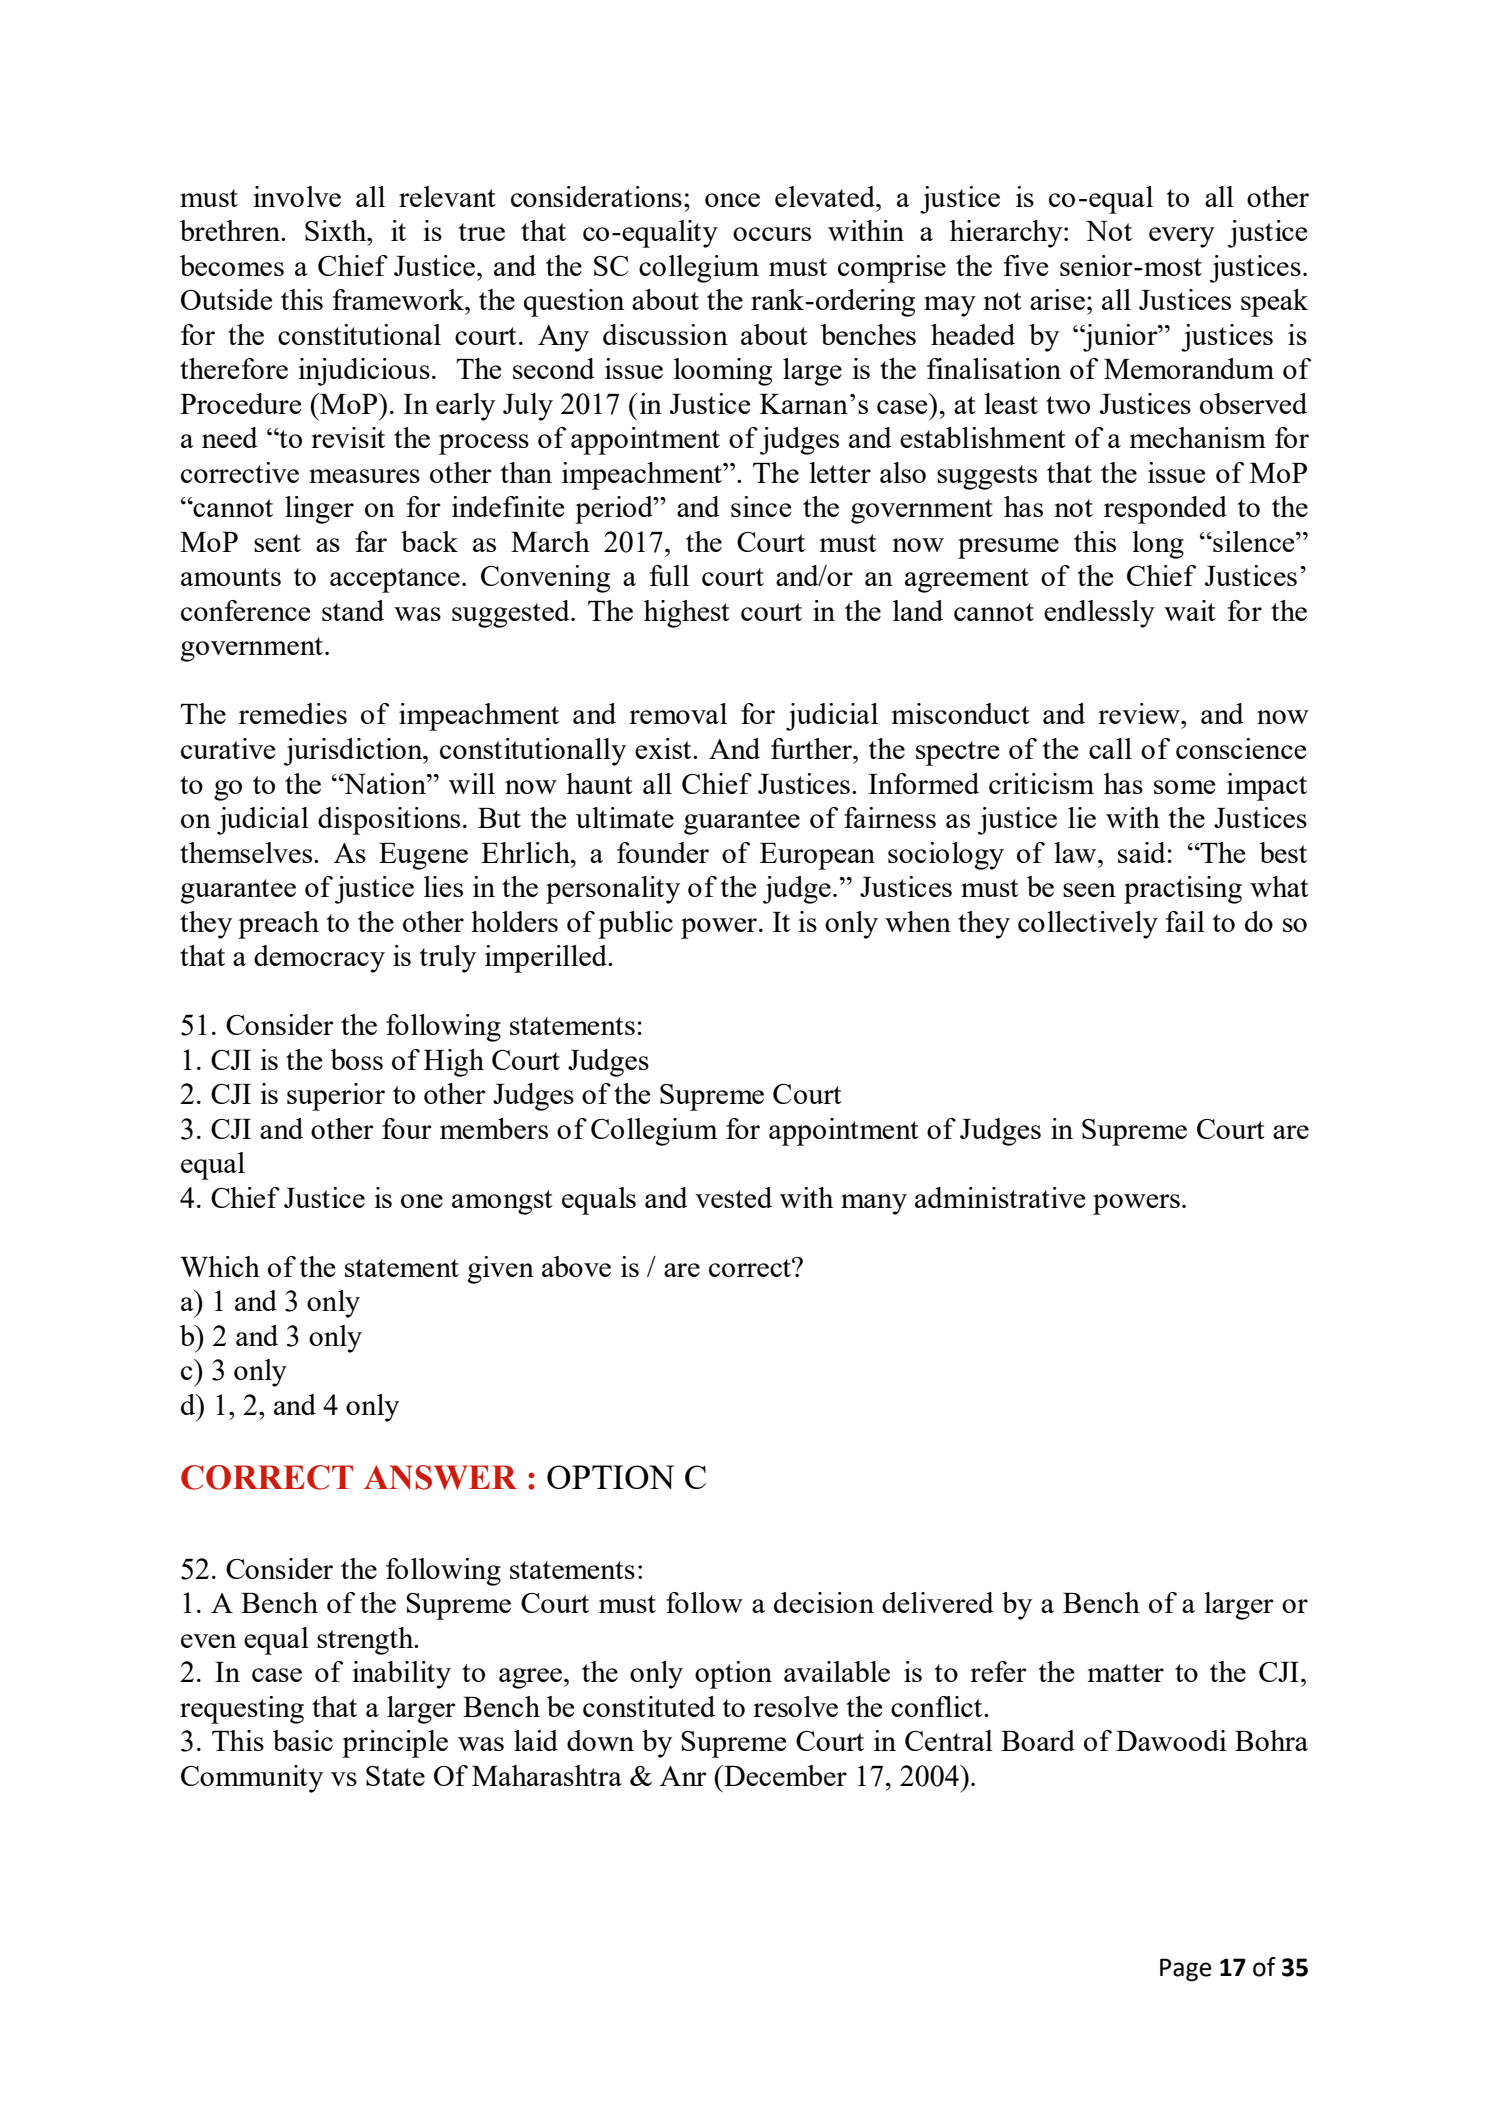 must involve all relevant considerations; once elevated, a justice is co-equal to all other
brethren. Sixth, it is true that co-equality occurs within a hierarchy: Not every justice
becomes a Chief Justice, and the SC collegium must comprise the five senior-most justices.
Outside this framework, the question about the rank-ordering may not arise; all Justices speak
for the constitutional court. Any discussion about benches headed by “junior” justices is
therefore injudicious.  The second issue looming large is the finalisation of Memorandum of
Procedure (MoP). In early July 2017 (in Justice Karnan’s case), at least two Justices observed
a need “to revisit the process of appointment of judges and establishment of a mechanism for
corrective measures other than impeachment”. The letter also suggests that the issue of MoP
“cannot linger on for indefinite period” and since the government has not responded to the
MoP sent as far back as March 2017, the Court must now presume this long “silence”
amounts to acceptance. Convening a full court and/or an agreement of the Chief Justices’
conference stand was suggested. The highest court in the land cannot endlessly wait for the
government.
The remedies of impeachment and removal for judicial misconduct and review, and now
curative jurisdiction, constitutionally exist. And further, the spectre of the call of conscience
to go to the “Nation” will now haunt all Chief Justices. Informed criticism has some impact
on judicial dispositions. But the ultimate guarantee of fairness as justice lie with the Justices
themselves. As Eugene Ehrlich, a founder of European sociology of law, said: “The best
guarantee of justice lies in the personality of the judge.” Justices must be seen practising what
they preach to the other holders of public power. It is only when they collectively fail to do so
that a democracy is truly imperilled.
51. Consider the following statements:
1. CJI is the boss of High Court Judges
2. CJI is superior to other Judges of the Supreme Court
3. CJI and other four members of Collegium for appointment of Judges in Supreme Court are
equal
4. Chief Justice is one amongst equals and vested with many administrative powers.
Which of the statement given above is / are correct?
a) 1 and 3 only
b) 2 and 3 only
c) 3 only
d) 1, 2, and 4 only
CORRECT ANSWER : OPTION C
52. Consider the following statements:
1. A Bench of the Supreme Court must follow a decision delivered by a Bench of a larger or
even equal strength.
2. In case of inability to agree, the only option available is to refer the matter to the CJI,
requesting that a larger Bench be constituted to resolve the conflict.
3. This basic principle was laid down by Supreme Court in Central Board of Dawoodi Bohra
Community vs State Of Maharashtra & Anr (December 17, 2004).
Page 17 of 35